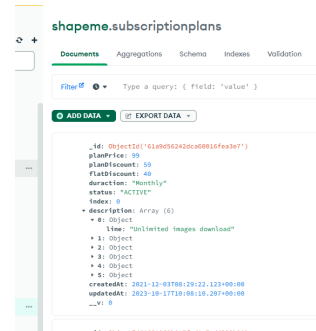 shapeme.subscriptionplans
Documents
Aggregations
Schema
Indexes
Validation
Filter
Type a query: { field: 'value' }
ADD DATA
EXPORT DATA
_id: ObjectId('61a9d56242dca60816fea3e7')
planPrice: 99
planDiscount: 59
flatDiscount: 40
duraction: "Monthly"
status: "ACTIVE"
index: 0
description: Array (6)
0: Object
line: "Unlimited images download"
1: Object
2: Object
3: Object
4: Object
5: Object
createdAt: 2021-12-03T08:29:22.123+00:00
updatedAt: 2023-10-17T10:08:10.207+00:00
__v: 0